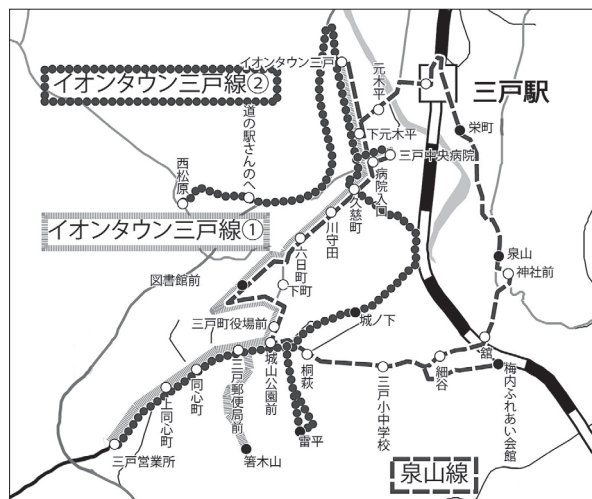 イオンタウン三戸
元木平
三戸駅
イオンタウン三戸線②
道の駅さんのへ
下元木平
栄町
三戸中央病院
西松原
病院入口
久慈町
イオンタウン三戸線①
川守田
六日町
泉山
神社前
図書館前
下町
三戸町役場前
城ノ下
舘
城山公園前
桐萩
細谷
三戸郵便局前
同心町
上同心町
三戸小中学校
梅内ふれあい会館
雷平
三戸営業所
箸木山
泉山線